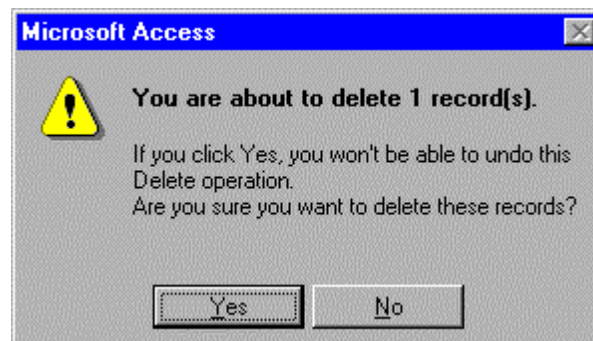 Microsoft Access
You are about to delete 1 record(s).
If you click Yes, you won't be able to undo this
Delete operation.
Are you sure you want to delete these records?
Yes
No